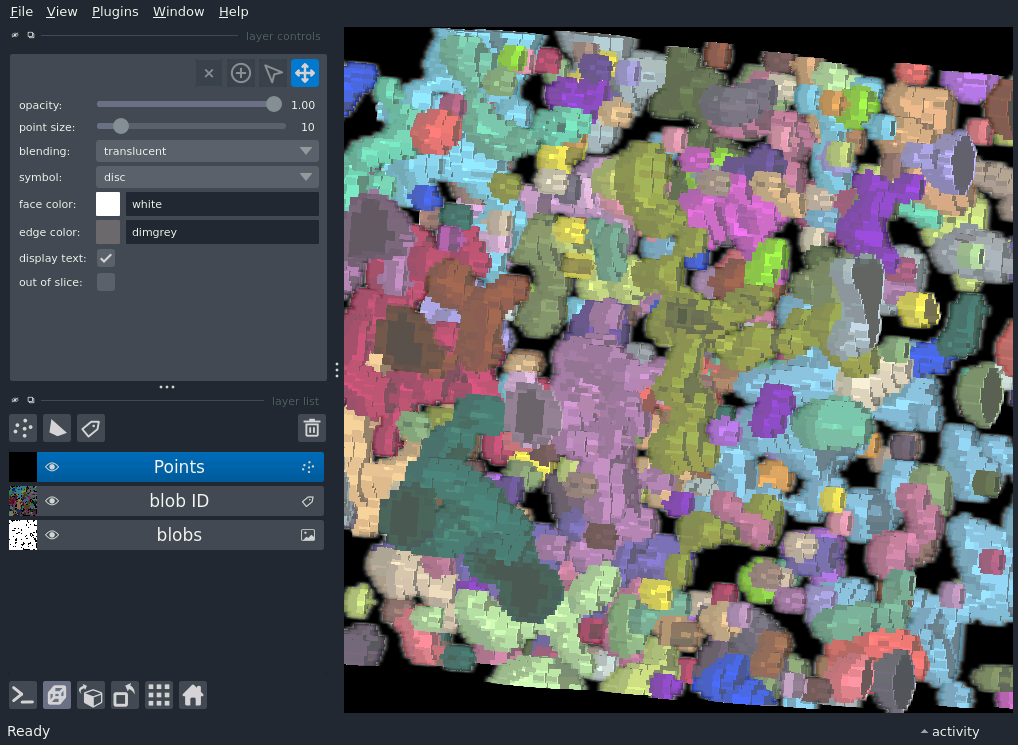 File View Plugins Window Help
layer controls
opacity: 1.00
point size: 10
blending: translucent
symbol: disc
face color: white
edge color: dimgrey
display text:
out of slice:
layer list
Points
blob ID
blobs
Ready
activity